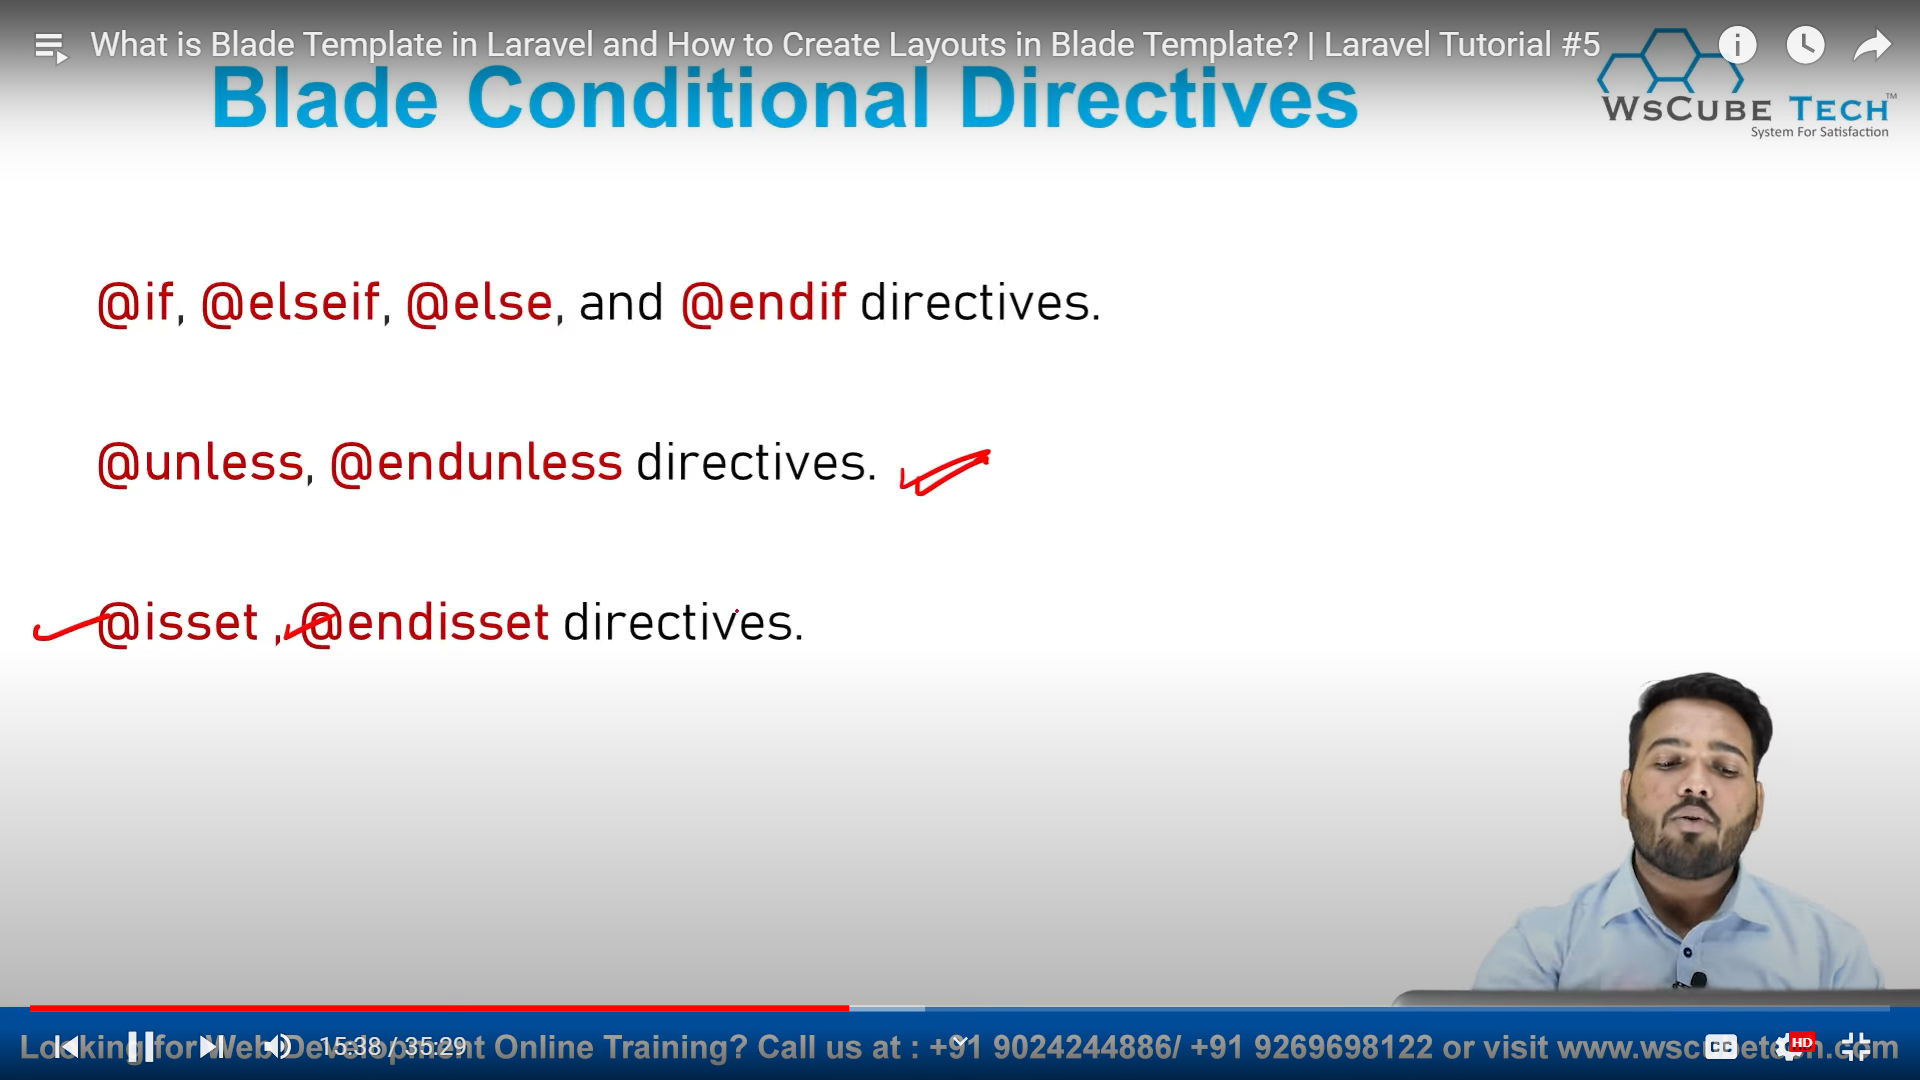 What is Blade Template in Laravel and How to Create Layouts in Blade Template? | Laravel Tutorial #5
Blade Conditional Directives
WsCube Tech™
System For Satisfaction
@if, @elseif, @else, and @endif directives.
@unless, @endunless directives.
@isset , @endisset directives.
Looking for Web Development Online Training? Call us at : +91 9024244886/ +91 9269698122 or visit www.wscubetech.com
15:38 / 35:29
CC
HD